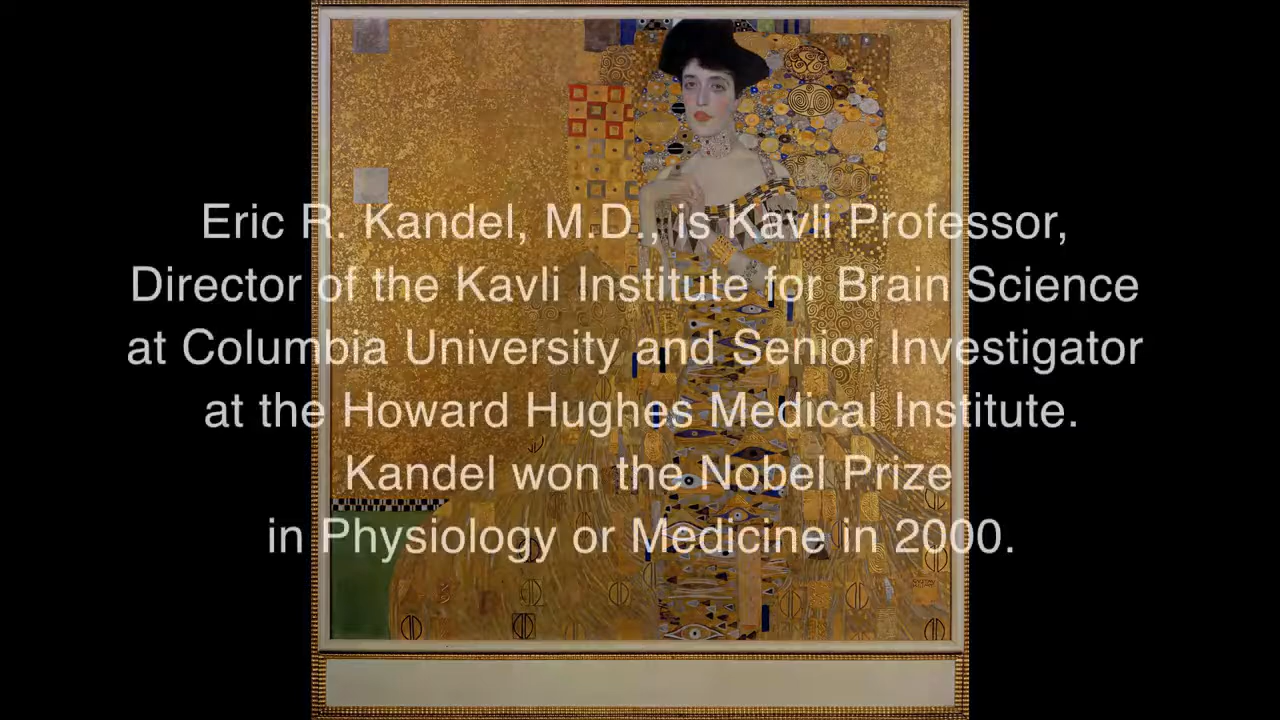 Eric R. Kandel, M.D., is Kavli Professor,
Director of the Kavli Institute for Brain Science
at Columbia University and Senior Investigator
at the Howard Hughes Medical Institute.
Kandel won the Nobel Prize
in Physiology or Medicine in 2000.